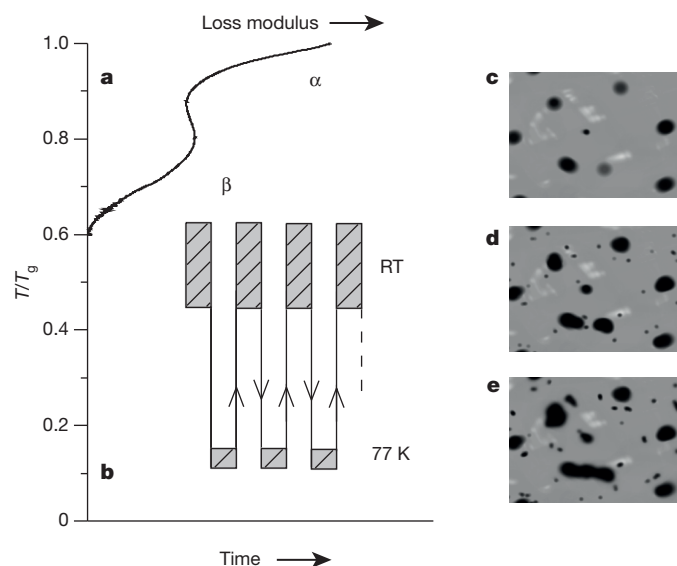 Loss modulus
1.0
a
α
c
0.8
β
d
0.6
RT
T/Tg
0.4
e
0.2
b
77 K
0
Time